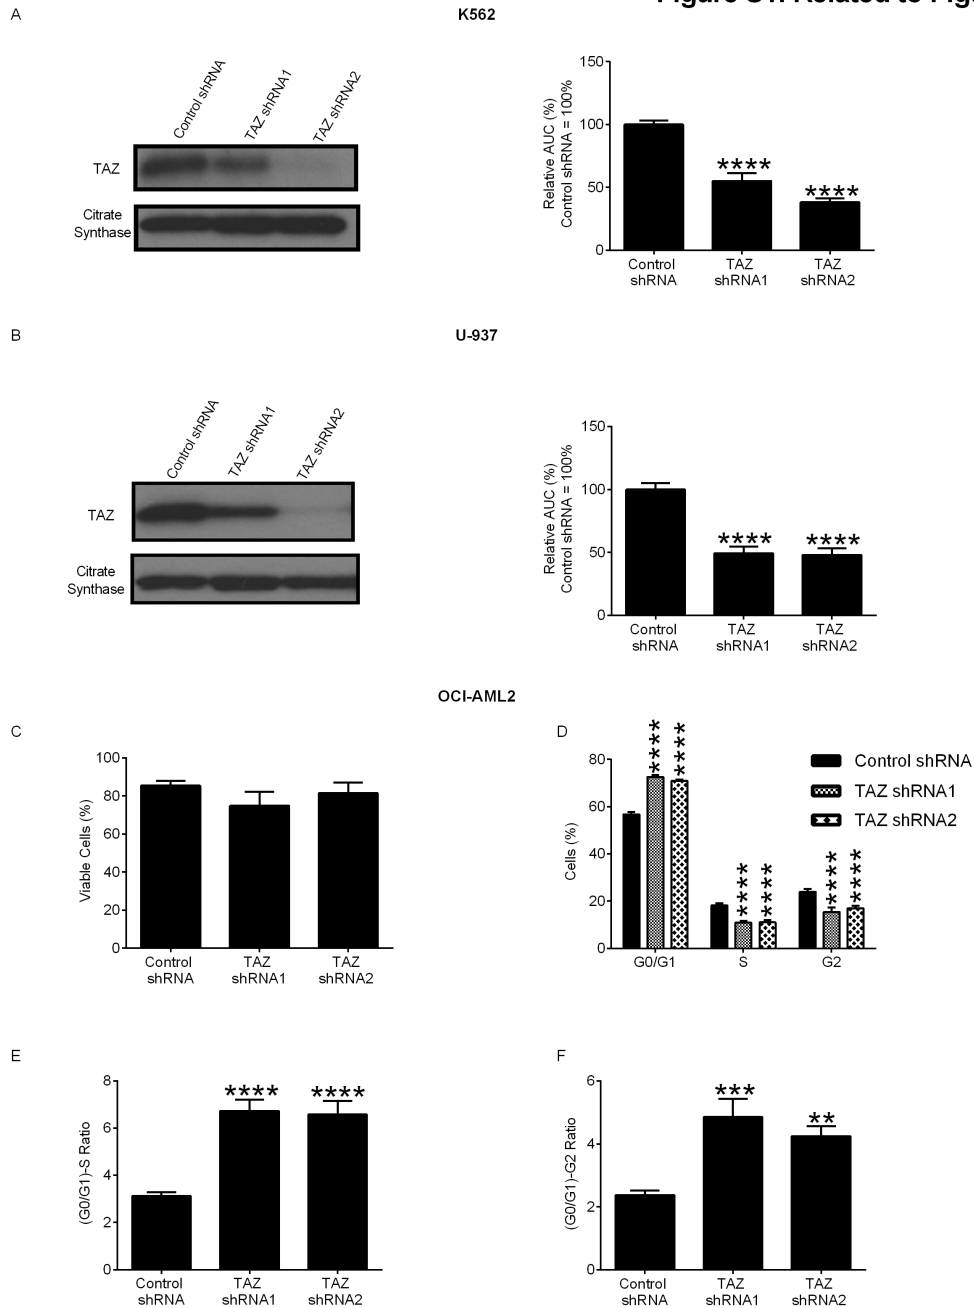 A
K562
Control shRNA
TAZ shRNA1
TAZ shRNA2
TAZ
Citrate
Synthase
Relative AUC (%)
Control shRNA = 100%
150
100
50
0
****
****
Control
shRNA
TAZ
shRNA1
TAZ
shRNA2
B
U-937
Control shRNA
TAZ shRNA1
TAZ shRNA2
TAZ
Citrate
Synthase
Relative AUC (%)
Control shRNA = 100%
150
100
50
0
****
****
Control
shRNA
TAZ
shRNA1
TAZ
shRNA2
OCI-AML2
C
Viable Cells (%)
100
80
60
40
20
0
Control
shRNA
TAZ
shRNA1
TAZ
shRNA2
D
Cells (%)
80
60
40
20
0
****
****
****
****
****
****
G0/G1
S
G2
Control shRNA
TAZ shRNA1
TAZ shRNA2
E
(G0/G1)-S Ratio
8
6
4
2
0
****
****
Control
shRNA
TAZ
shRNA1
TAZ
shRNA2
F
(G0/G1)-G2 Ratio
6
4
2
0
***
**
Control
shRNA
TAZ
shRNA1
TAZ
shRNA2